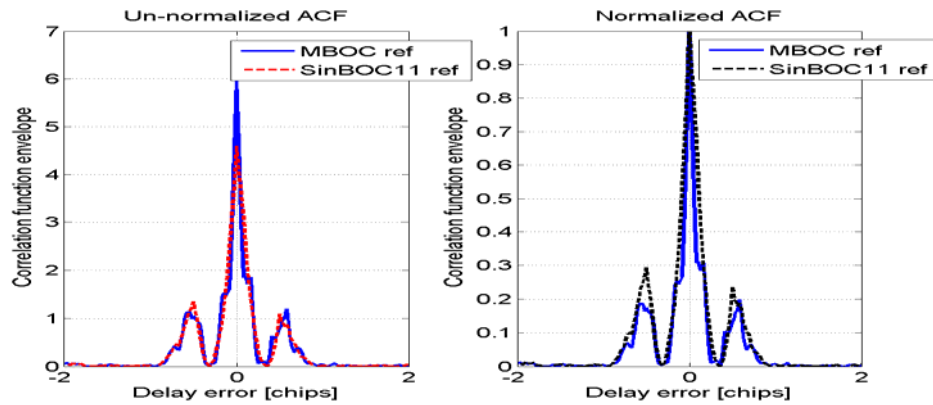 Un-normalized ACF
7
6
5
4
3
2
1
0
-2
0
2
Correlation function envelope
Delay error [chips]
MBOC ref
SinBOC11 ref
Normalized ACF
1
0.9
0.8
0.7
0.6
0.5
0.4
0.3
0.2
0.1
0
-2
0
2
Correlation function envelope
Delay error [chips]
MBOC ref
SinBOC11 ref